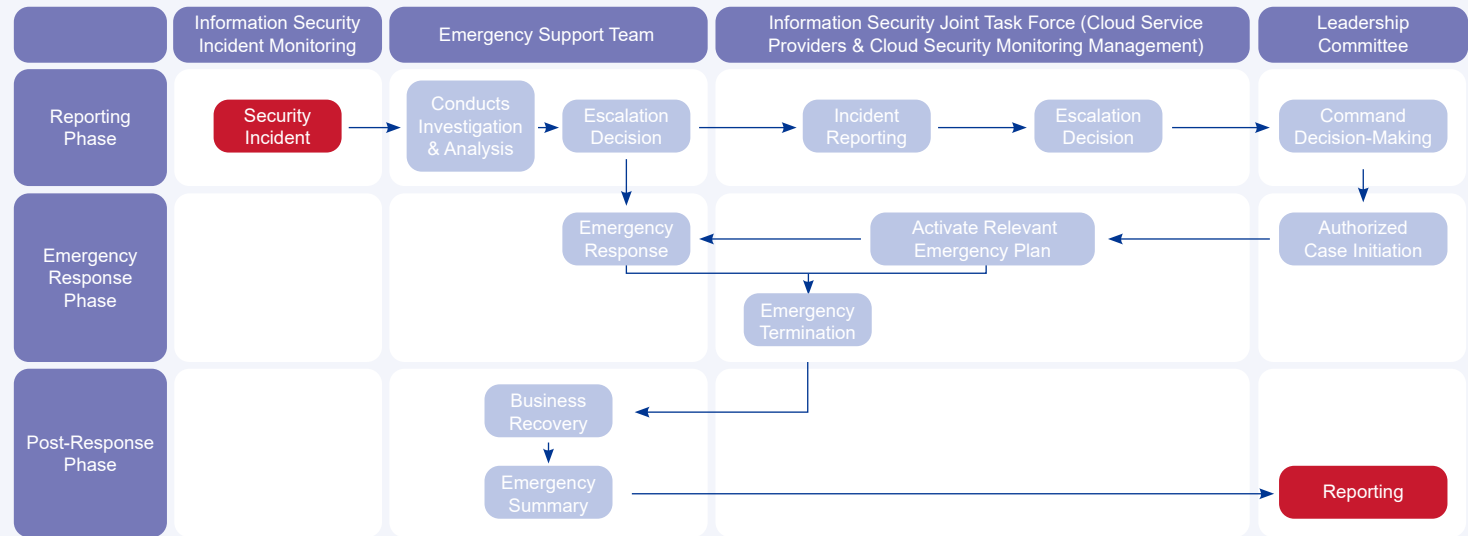 Information Security
Incident Monitoring
Emergency Support Team
Information Security Joint Task Force (Cloud Service
Providers & Cloud Security Monitoring Management)
Leadership
Committee
Reporting
Phase
Security
Incident
Conducts
Investigation
& Analysis
Escalation
Decision
Incident
Reporting
Escalation
Decision
Command
Decision-Making
Emergency
Response
Phase
Emergency
Response
Activate Relevant
Emergency Plan
Authorized
Case Initiation
Emergency
Termination
Post-Response
Phase
Business
Recovery
Emergency
Summary
Reporting